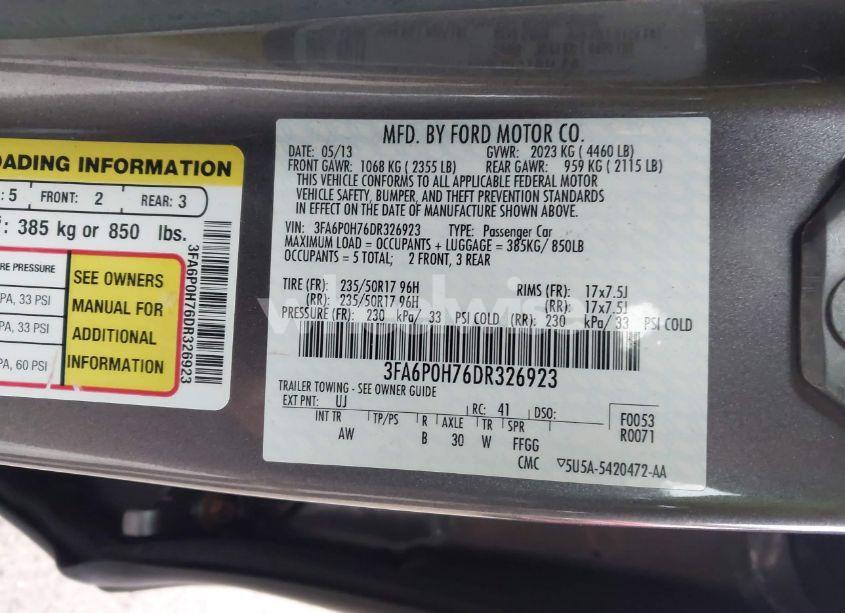 OADING INFORMATION
: 5 FRONT: 2 REAR: 3
: 385 kg or 850 lbs.
RE PRESSURE
PA, 33 PSI
PA, 33 PSI
PA, 60 PSI
SEE OWNERS
MANUAL FOR
ADDITIONAL
INFORMATION
3FA6P0H76DR326923
MFD. BY FORD MOTOR CO.
DATE: 05/13 GVWR: 2023 KG ( 4460 LB)
FRONT GAWR: 1068 KG ( 2355 LB) REAR GAWR: 959 KG ( 2115 LB)
THIS VEHICLE CONFORMS TO ALL APPLICABLE FEDERAL MOTOR
VEHICLE SAFETY, BUMPER, AND THEFT PREVENTION STANDARDS
IN EFFECT ON THE DATE OF MANUFACTURE SHOWN ABOVE.
VIN: 3FA6P0H76DR326923 TYPE: Passenger Car
MAXIMUM LOAD = OCCUPANTS + LUGGAGE = 385KG/ 850LB
OCCUPANTS = 5 TOTAL; 2 FRONT, 3 REAR
TIRE (FR): 235/50R17 96H RIMS (FR): 17x7.5J
(RR): 235/50R17 96H (RR): 17x7.5J
PRESSURE (FR): 230 kPa/ 33 PSI COLD (RR): 230 kPa/ 33 PSI COLD
3FA6P0H76DR326923
TRAILER TOWING - SEE OWNER GUIDE
EXT PNT: UJ RC: 41 DSO: F0053
INT TR TP/PS R AXLE TR SPR R0071
AW B 30 W FFGG
CMC ▽5U5A-5420472-AA